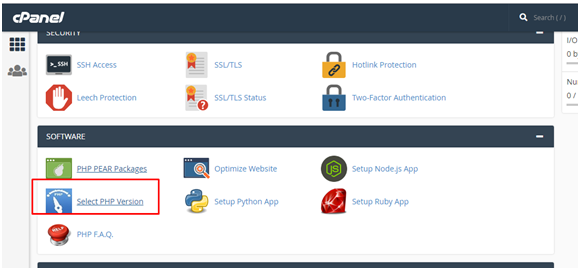 cPanel
Search ( / )
SECURITY
I/O
0 b
Nu
0 /
SSH Access
SSL/TLS
Hotlink Protection
Leech Protection
SSL/TLS Status
Two-Factor Authentication
SOFTWARE
PHP PEAR Packages
Optimize Website
Setup Node.js App
Select PHP Version
Setup Python App
Setup Ruby App
PHP F.A.Q.